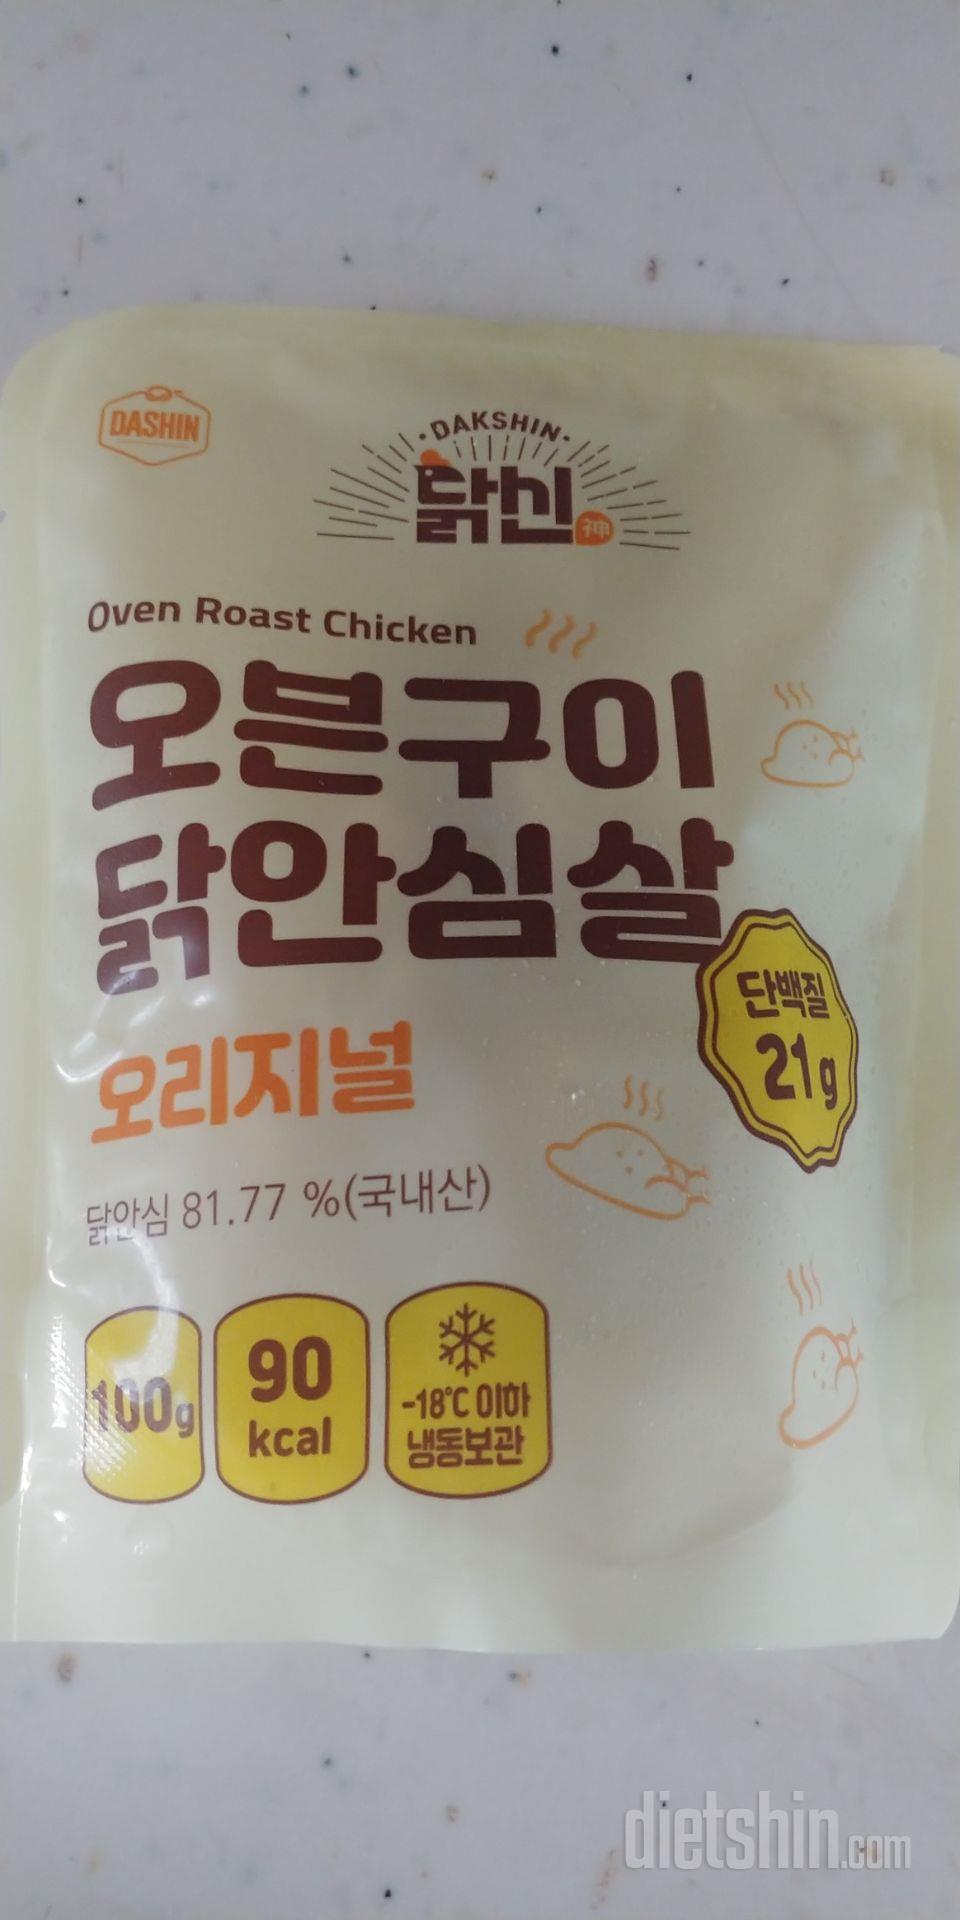 DASHIN
·DAKSHIN·
닭신
神
Oven Roast Chicken
오븐구이
닭안심살
단백질
21g
오리지널
닭안심 81.77 %(국내산)
100g
90
kcal
-18℃ 이하
냉동보관
dietshin.com